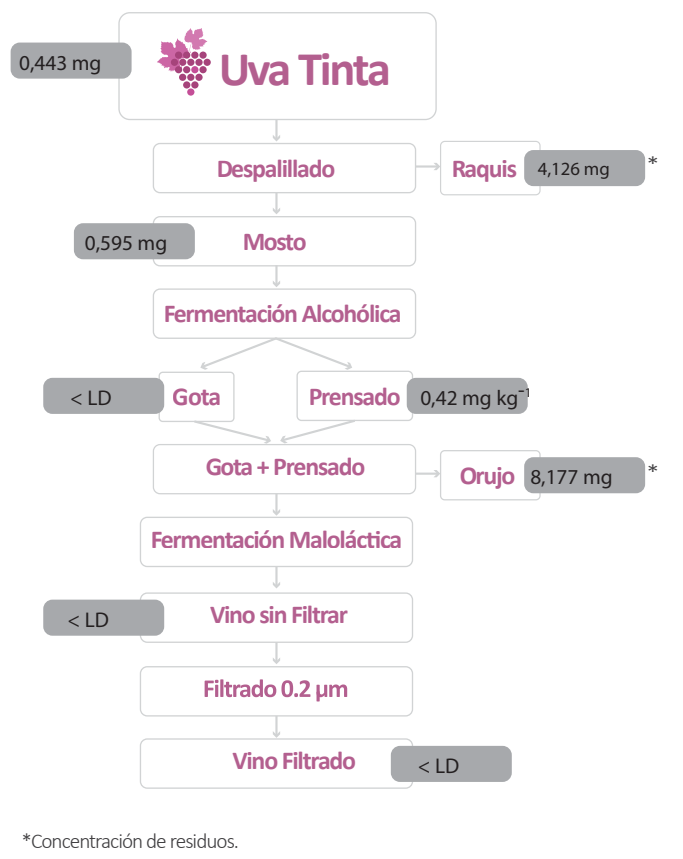 0,443 mg
Uva Tinta
Despalillado
Raquis
4,126 mg
*
0,595 mg
Mosto
Fermentación Alcohólica
< LD
Gota
Prensado
0,42 mg kg⁻¹
Gota + Prensado
Orujo
8,177 mg
*
Fermentación Maloláctica
< LD
Vino sin Filtrar
Filtrado 0.2 µm
Vino Filtrado
< LD
*Concentración de residuos.